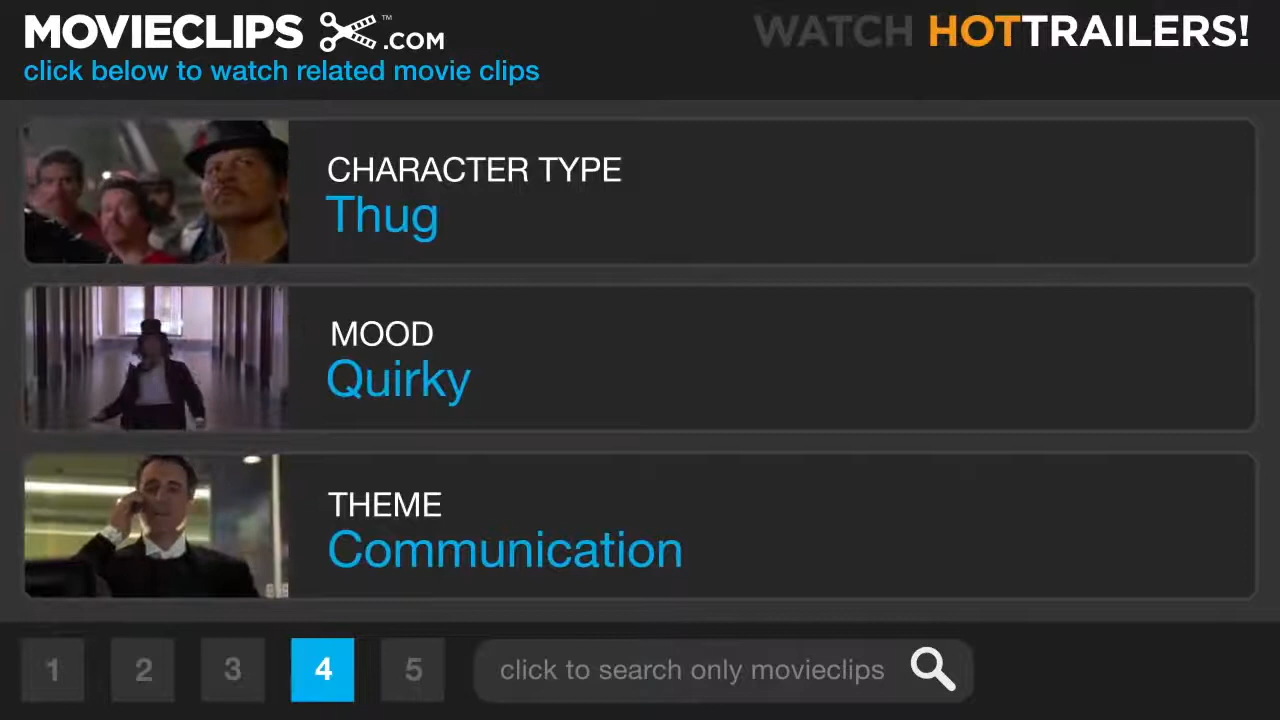 MOVIECLIPS ™ .COM
WATCH HOTTRAILERS!
click below to watch related movie clips
CHARACTER TYPE
Thug
MOOD
Quirky
THEME
Communication
1 2 3 4 5 click to search only movieclips